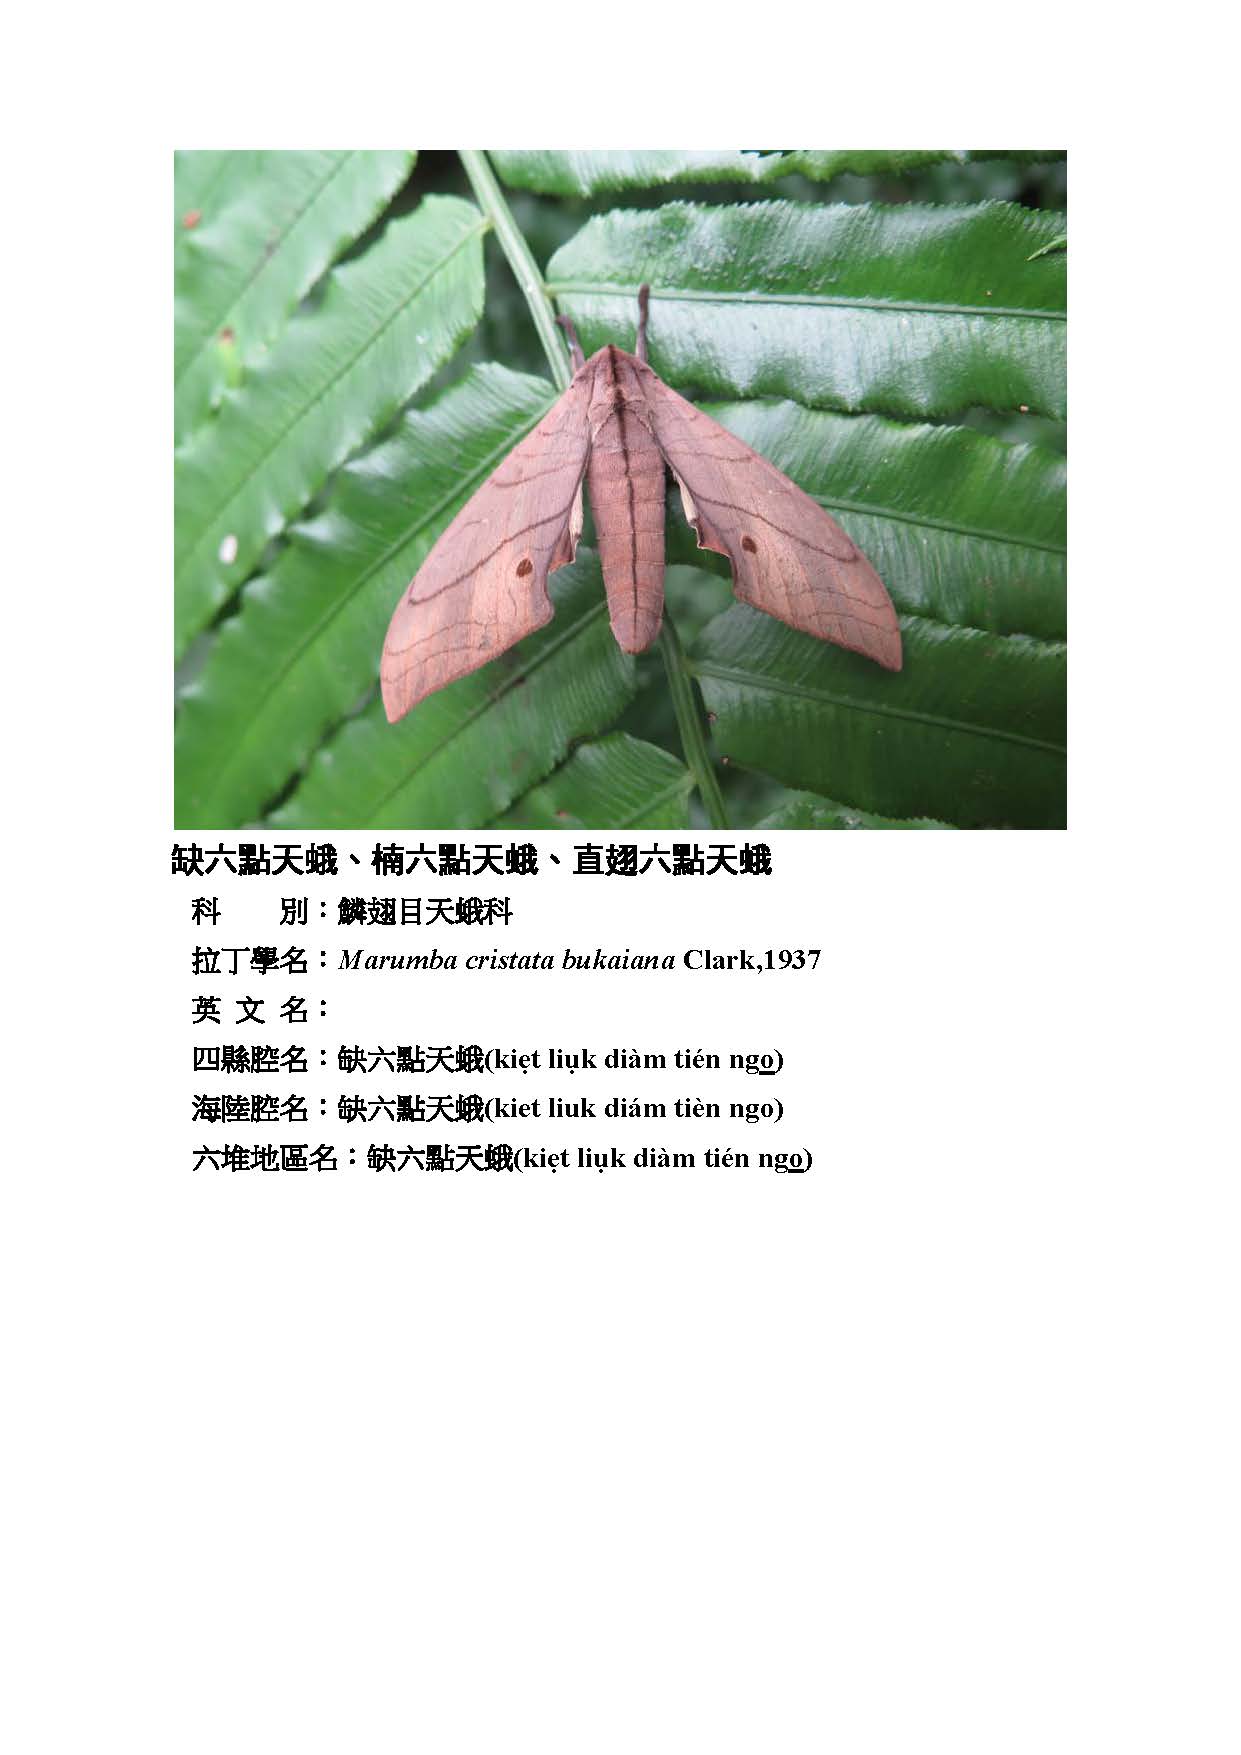 缺六點天蛾、楠六點天蛾、直翅六點天蛾
科　　別：鱗翅目天蛾科
拉丁學名：Marumba cristata bukaiana Clark,1937
英 文 名：
四縣腔名：缺六點天蛾(kiẹt liụk diàm tién ngo̲)
海陸腔名：缺六點天蛾(kiet liuk diám tièn ngo)
六堆地區名：缺六點天蛾(kiẹt liụk diàm tién ngo̲)